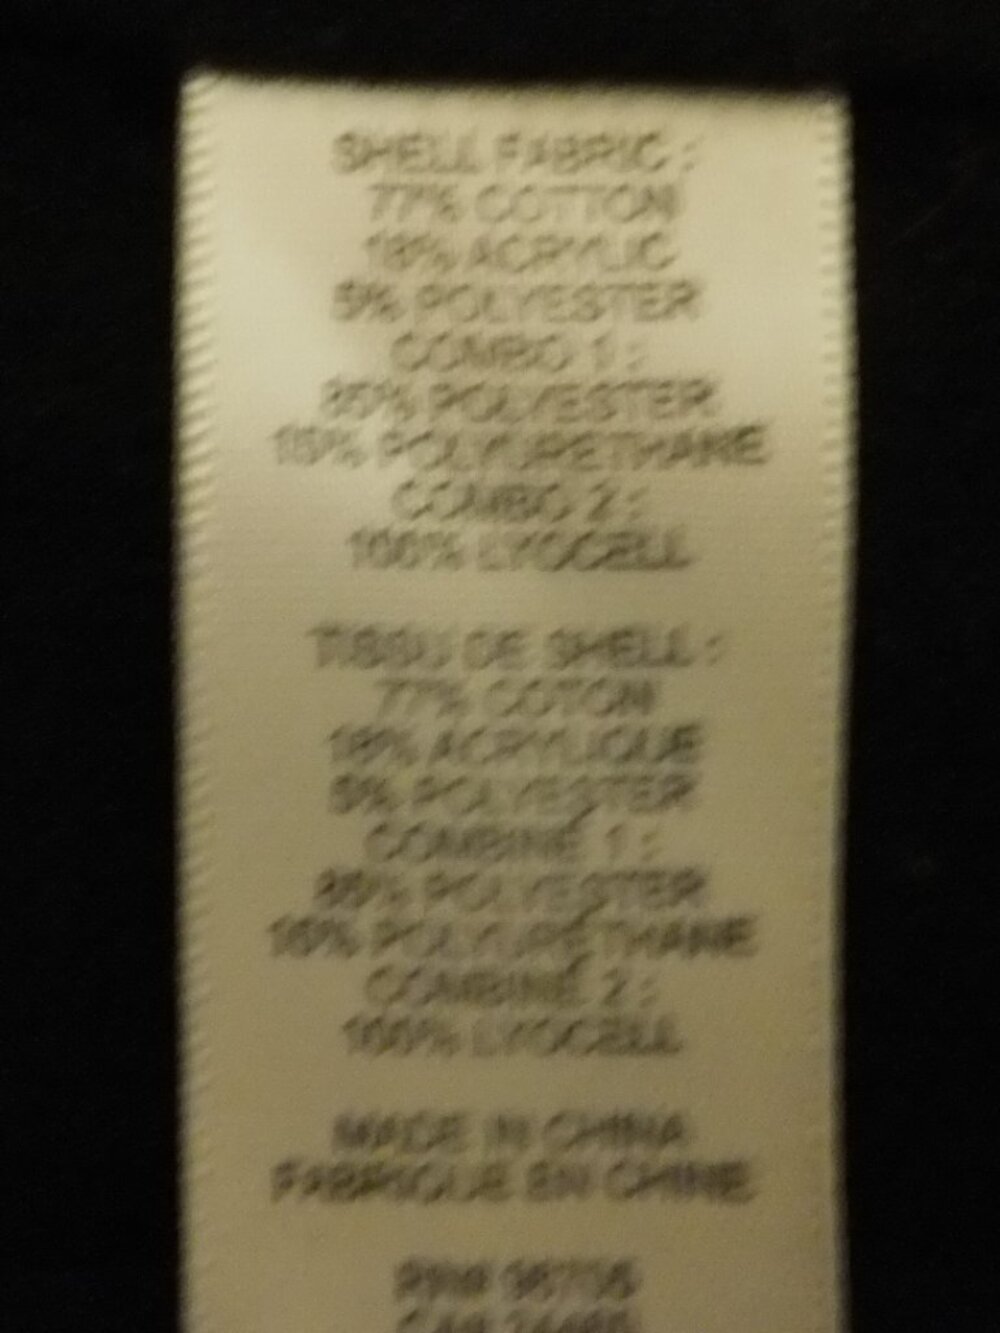 SHELL FABRIC :
77% COTTON
18% ACRYLIC
5% POLYESTER
COMBO 1 :
85% POLYESTER
15% POLYURETHANE
COMBO 2 :
100% LYOCELL
TISSU DE SHELL :
77% COTON
18% ACRYLIQUE
5% POLYESTER
COMBINÉ 1 :
85% POLYESTER
15% POLYURÉTHANE
COMBINÉ 2 :
100% LYOCELL
MADE IN CHINA
FABRIQUE EN CHINE